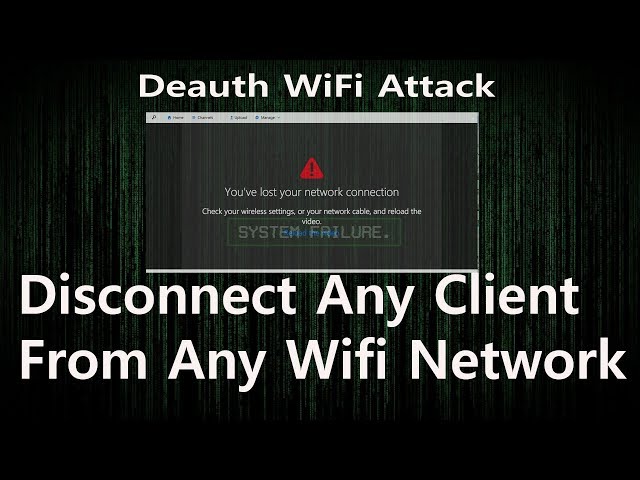 Deauth WiFi Attack
Home Channels Upload Manage
You've lost your network connection
Check your wireless settings, or your network cable, and reload the
video.
SYSTEM FAILURE.
Disconnect Any Client
From Any Wifi Network